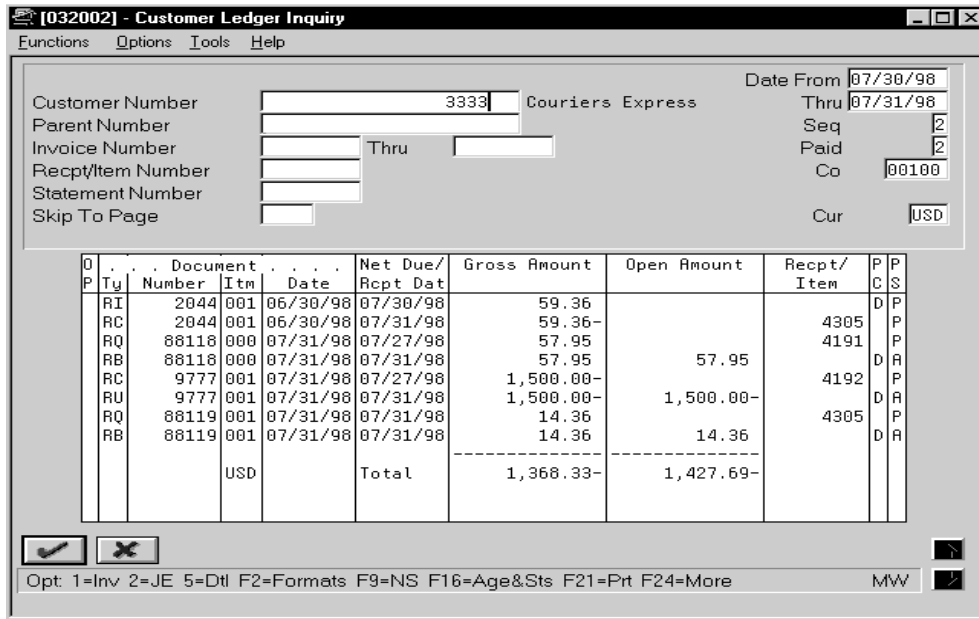 [032002] - Customer Ledger Inquiry
Functions Options Tools Help
Date From 07/30/98
Customer Number 3333 Couriers Express Thru 07/31/98
Parent Number Seq 2
Invoice Number Thru Paid 2
Recpt/Item Number Co 00100
Statement Number
Skip To Page Cur USD
O . . . Document . . . . Net Due/ Gross Amount Open Amount Recpt/ P P
P Ty Number Itm Date Rcpt Dat Item C S
RI 2044 001 06/30/98 07/30/98 59.36 D P
RC 2044 001 06/30/98 07/31/98 59.36- 4305 P
RQ 88118 000 07/31/98 07/27/98 57.95 4191 P
RB 88118 000 07/31/98 07/31/98 57.95 57.95 D A
RC 9777 001 07/31/98 07/27/98 1,500.00- 4192 P
RU 9777 001 07/31/98 07/31/98 1,500.00- 1,500.00- D A
RQ 88119 001 07/31/98 07/31/98 14.36 4305 P
RB 88119 001 07/31/98 07/31/98 14.36 14.36 D A
USD Total 1,368.33- 1,427.69-
Opt: 1=Inv 2=JE 5=Dtl F2=Formats F9=NS F16=Age&Sts F21=Prt F24=More MW